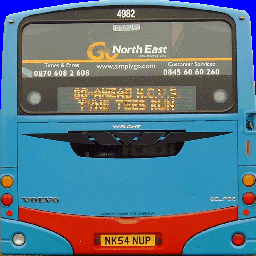 4982
Go North East
Times & Fares
0870 608 2 608
www.simplygo.com
Customer Services
0845 60 60 260
GO-AHEAD H.C.V.S.
TYNE TEES RUN
WRIGHT
VOLVO
ECLIPSE
NK54 NUP